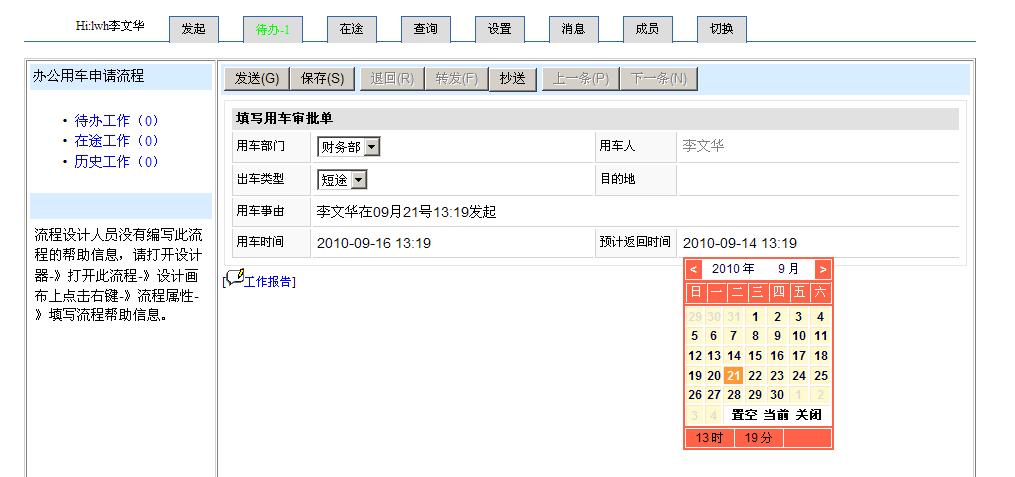 Hi:lwh李文华 发起 待办-1 在途 查询 设置 消息 成员 切换
办公用车申请流程
• 待办工作（0）
• 在途工作（0）
• 历史工作（0）
流程设计人员没有编写此流
程的帮助信息，请打开设计
器-》打开此流程-》设计画
布上点击右键-》流程属性-
》填写流程帮助信息。
发送(G) 保存(S) 退回(R) 转发(F) 抄送 上一条(P) 下一条(N)
填写用车审批单
用车部门 财务部 用车人 李文华
出车类型 短途 目的地
用车事由 李文华在09月21号13:19发起
用车时间 2010-09-16 13:19 预计返回时间 2010-09-14 13:19
[工作报告]
< 2010年 9月 >
日 一 二 三 四 五 六
29 30 31 1 2 3 4
5 6 7 8 9 10 11
12 13 14 15 16 17 18
19 20 21 22 23 24 25
26 27 28 29 30 1 2
3 4 置空 当前 关闭
13时 19分